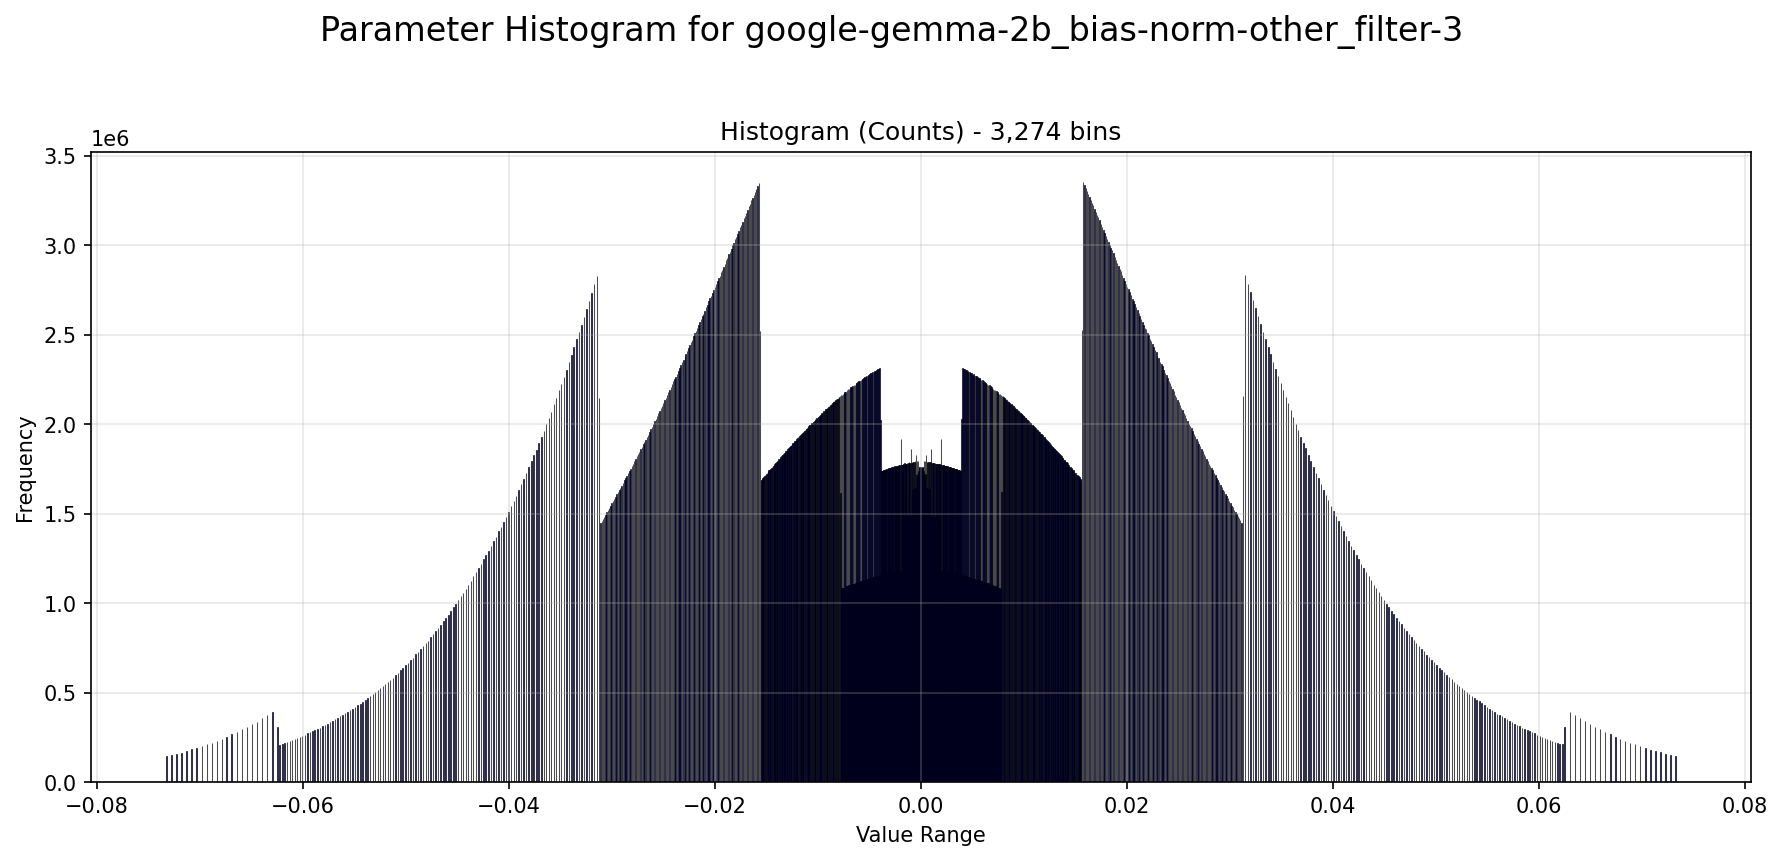 Parameter Histogram for google-gemma-2b_bias-norm-other_filter-3
Histogram (Counts) - 3,274 bins
1e6
3.5
3.0
2.5
2.0
1.5
1.0
0.5
0.0
Frequency
−0.08 −0.06 −0.04 −0.02 0.00 0.02 0.04 0.06 0.08
Value Range